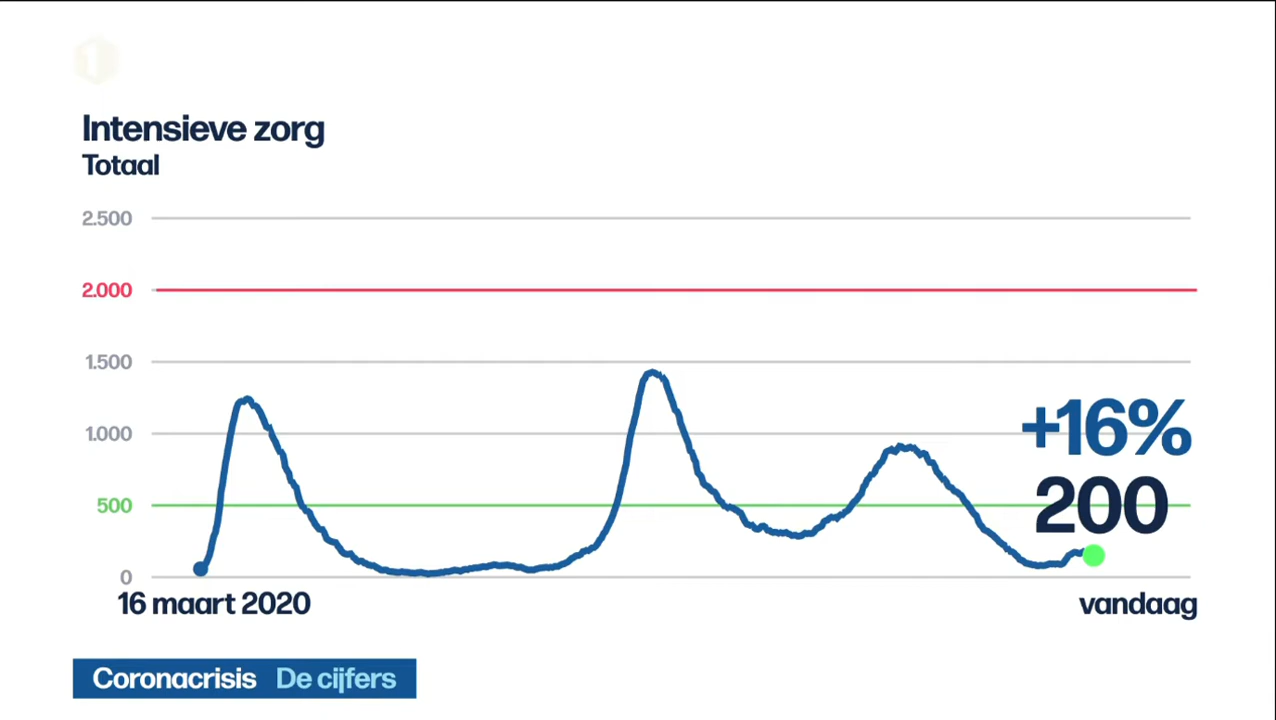 Intensieve zorg
Totaal
2.500
2.000
1.500
1.000
500
0
+16%
200
16 maart 2020
vandaag
Coronacrisis De cijfers